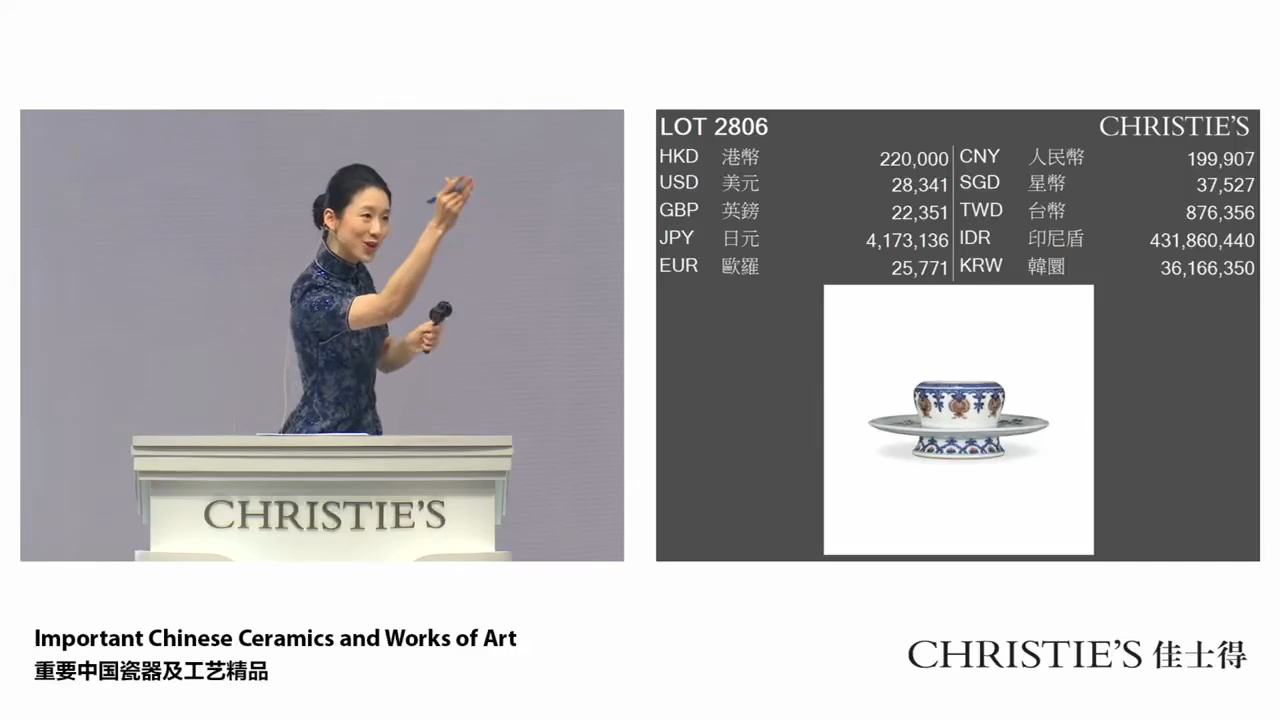 CHRISTIE'S
LOT 2806 CHRISTIE'S
HKD 港幣 220,000 CNY 人民幣 199,907
USD 美元 28,341 SGD 星幣 37,527
GBP 英鎊 22,351 TWD 台幣 876,356
JPY 日元 4,173,136 IDR 印尼盾 431,860,440
EUR 歐羅 25,771 KRW 韓圜 36,166,350
Important Chinese Ceramics and Works of Art
重要中国瓷器及工艺精品
CHRISTIE'S 佳士得